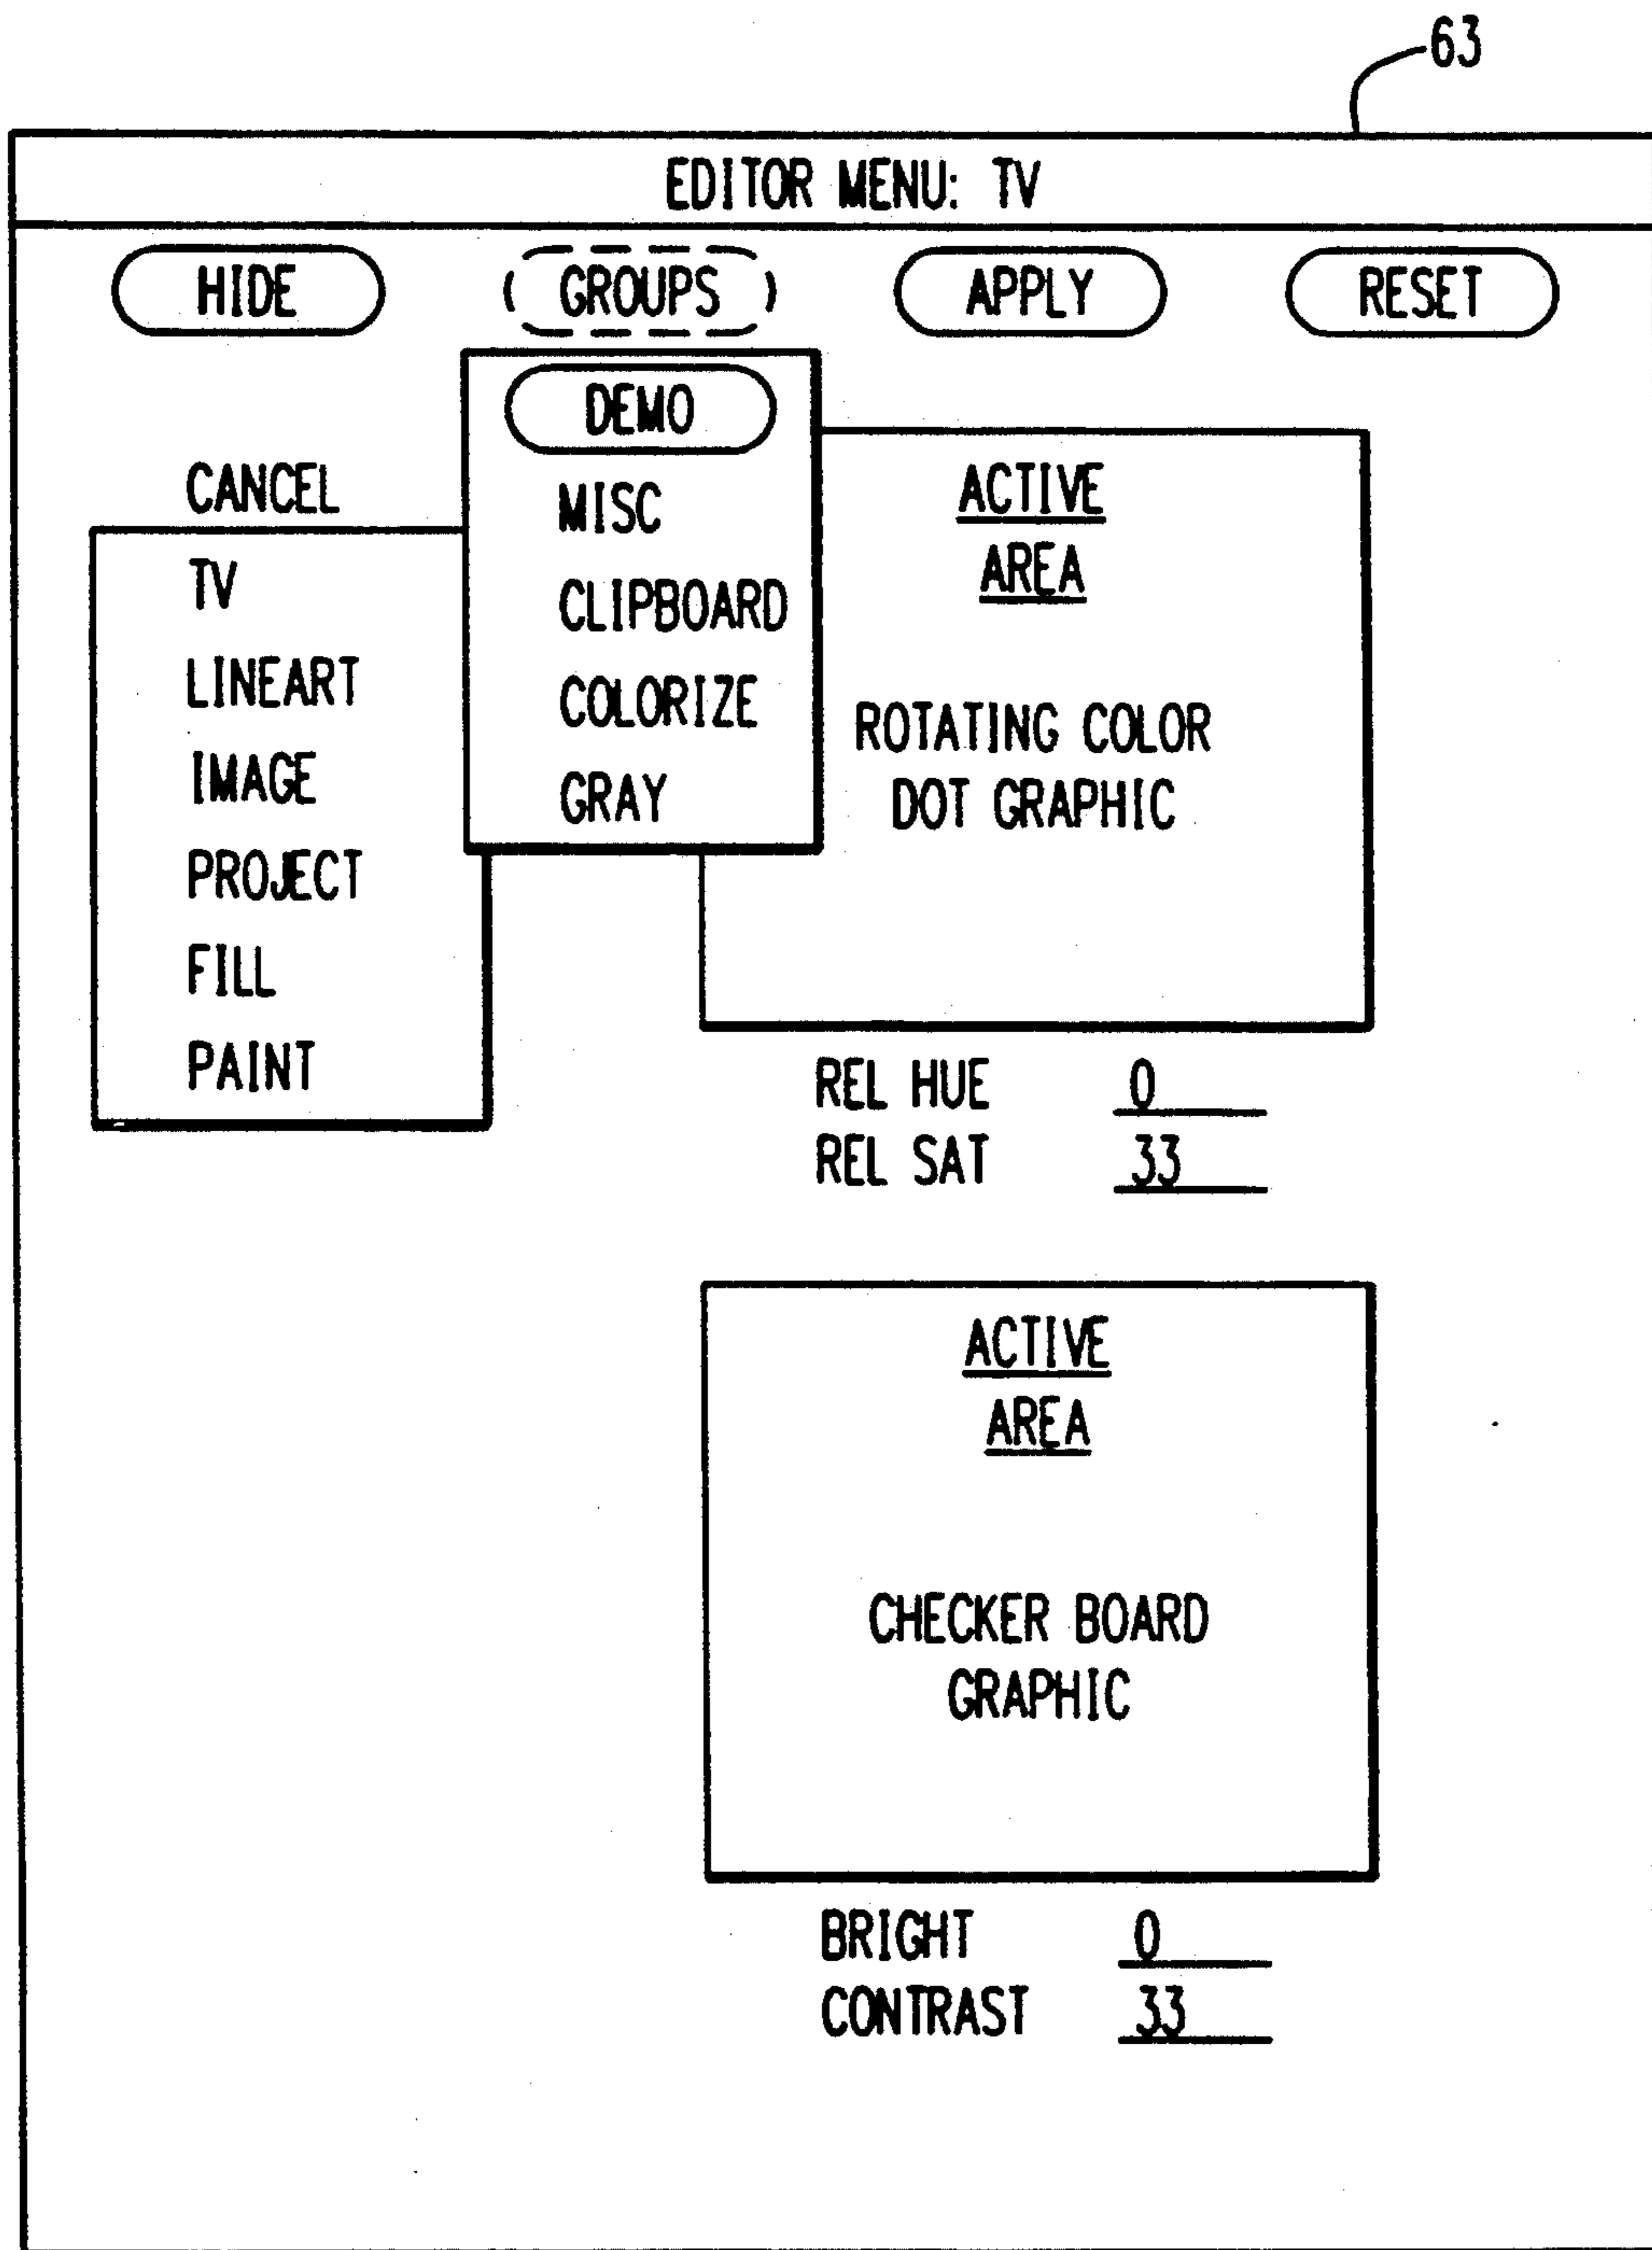 63
EDITOR MENU: TV
HIDE
GROUPS
APPLY
RESET
DEMO
MISC
CLIPBOARD
COLORIZE
GRAY
CANCEL
TV
LINEART
IMAGE
PROJECT
FILL
PAINT
ACTIVE
AREA
ROTATING COLOR
DOT GRAPHIC
REL HUE 0
REL SAT 33
ACTIVE
AREA
CHECKER BOARD
GRAPHIC
BRIGHT 0
CONTRAST 33